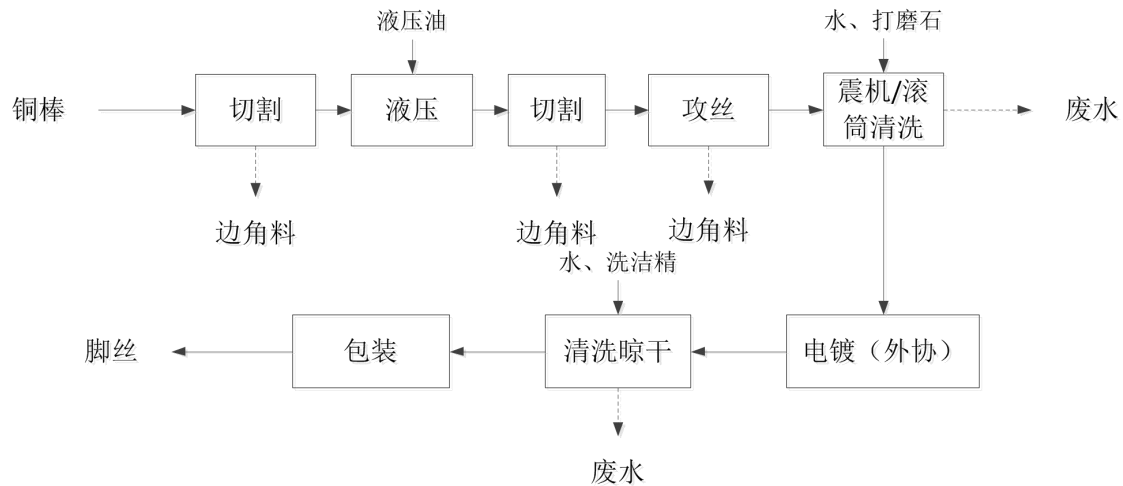 液压油
水、打磨石
铜棒
切割
液压
切割
攻丝
震机/滚
筒清洗
废水
边角料
边角料
边角料
水、洗洁精
脚丝
包装
清洗晾干
电镀（外协）
废水